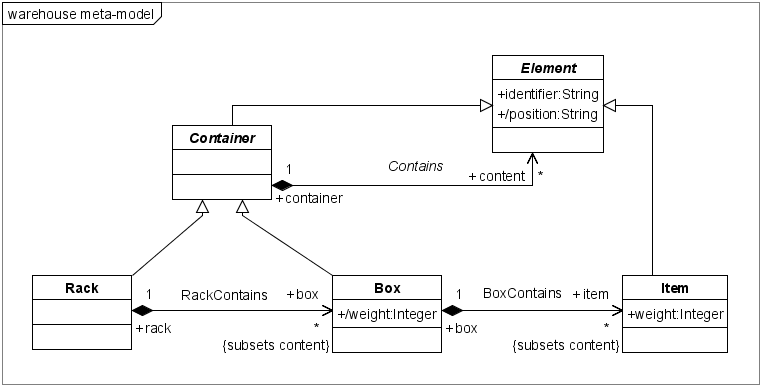 warehouse meta-model
Element
+identifier:String
+/position:String
Container
1
Contains
+content
*
+container
Rack
1
RackContains
+box
+rack
*
{subsets content}
Box
+/weight:Integer
1
BoxContains
+item
+box
*
{subsets content}
Item
+weight:Integer